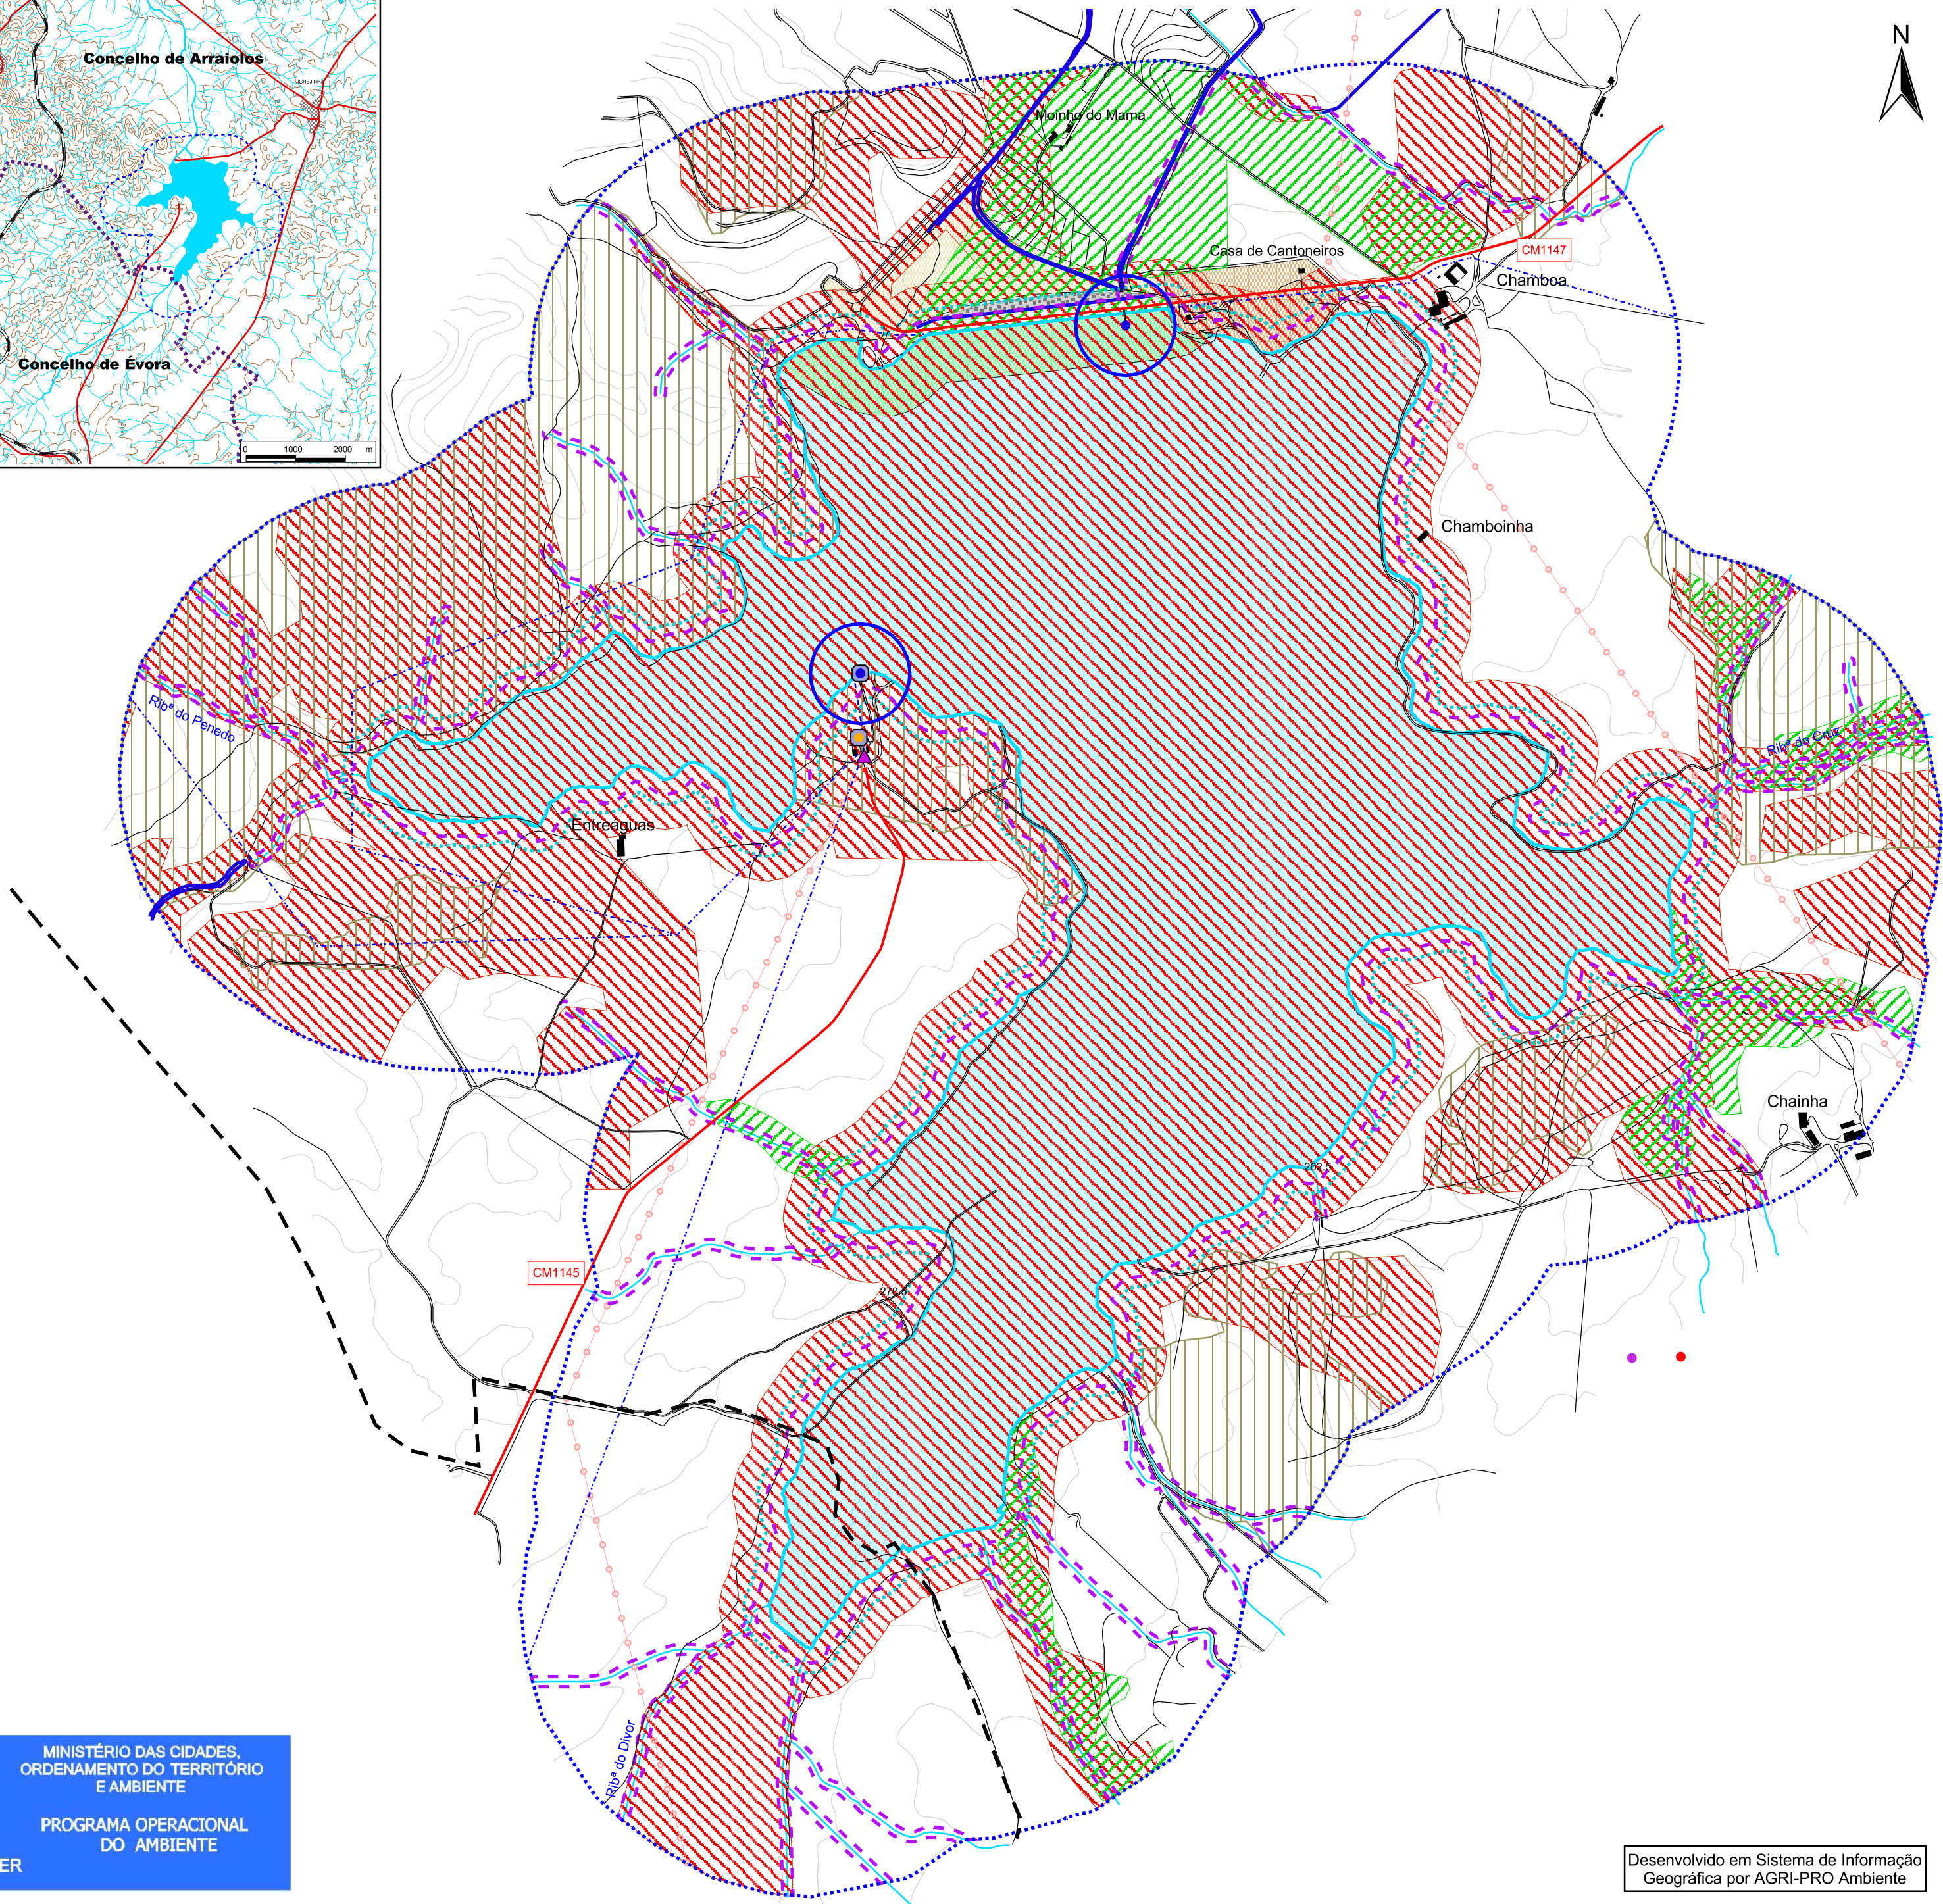 Concelho de Arraiolos
IGREJINHA
Concelho de Évora
0 1000 2000 m
N
Moinho do Mama
Casa de Cantoneiros
CM1147
Chamboa
Chamboinha
Ribª do Penedo
Ribª da Cruz
Entreáguas
Chainha
262.5
CM1145
270.5
Ribª do Divor
MINISTÉRIO DAS CIDADES,
ORDENAMENTO DO TERRITÓRIO
E AMBIENTE
PROGRAMA OPERACIONAL
DO AMBIENTE
ER
Desenvolvido em Sistema de Informação
Geográfica por AGRI-PRO Ambiente